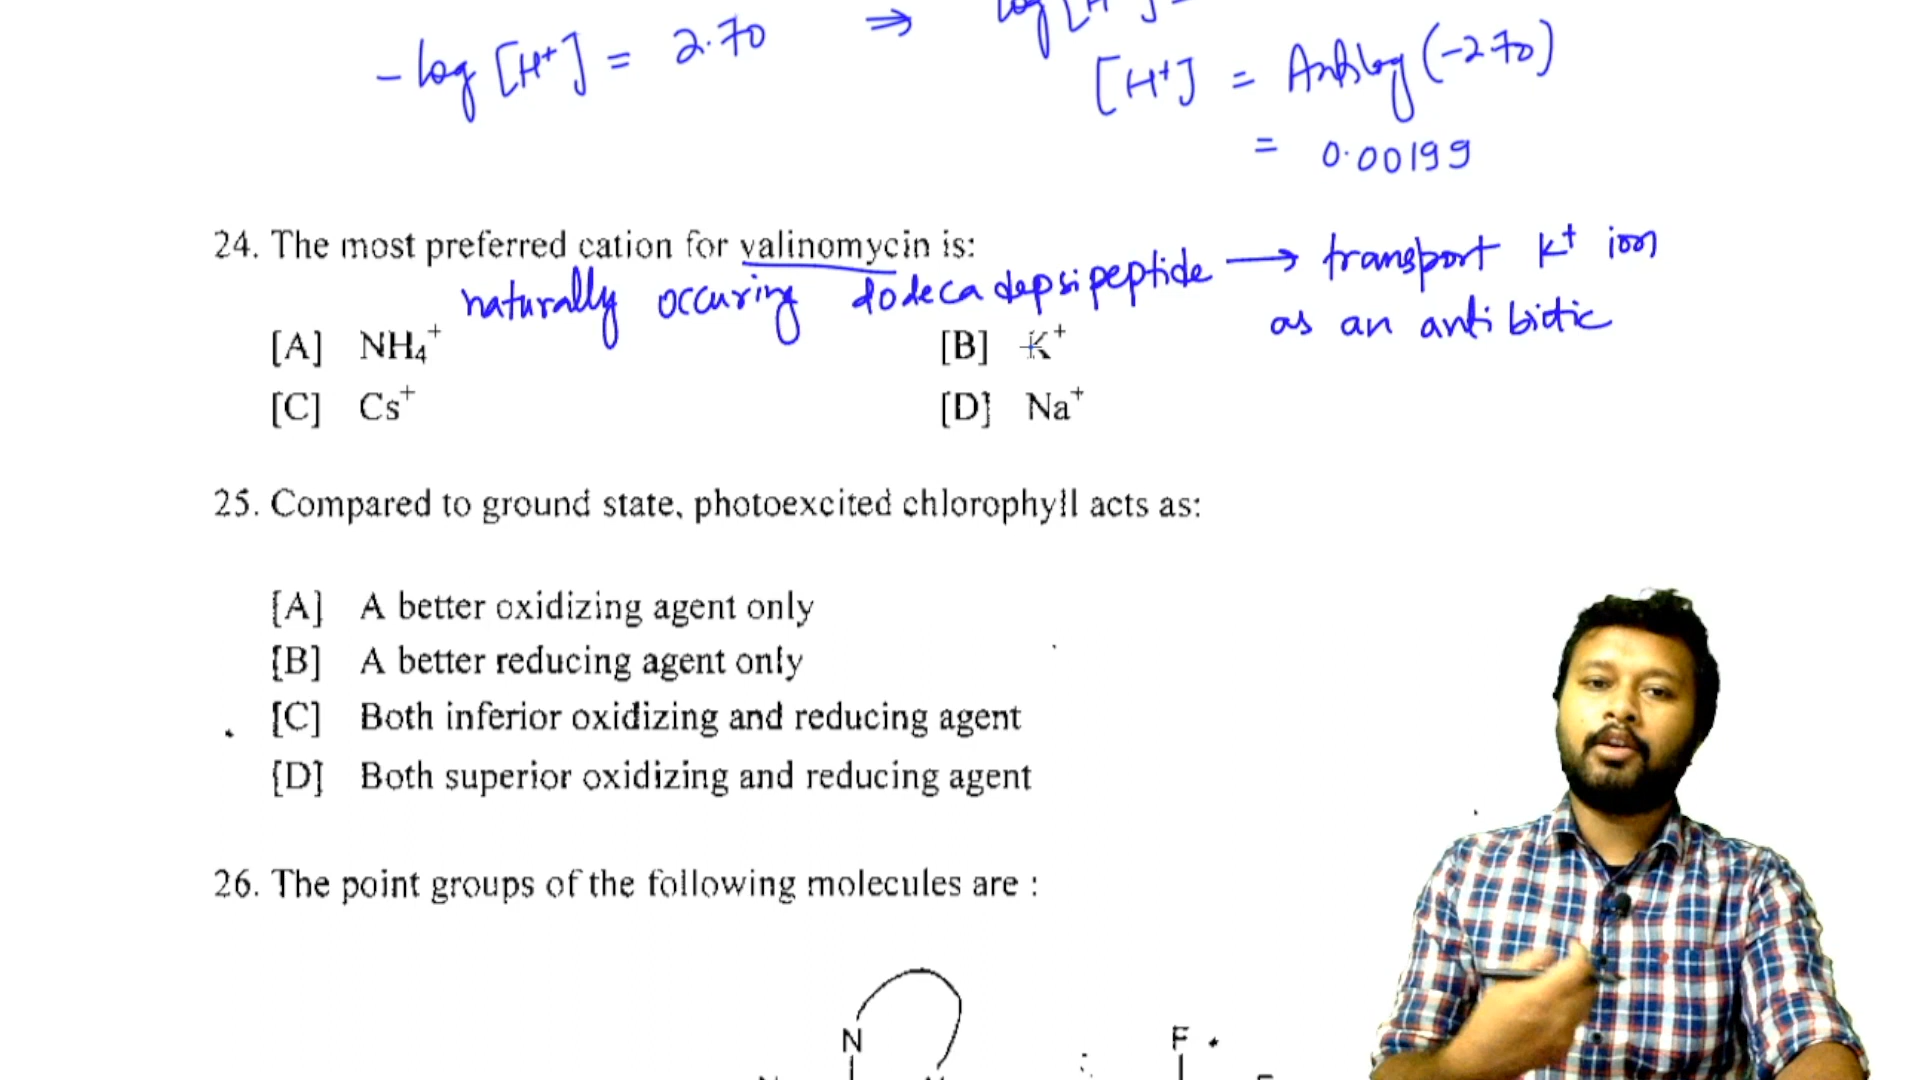 -log [H⁺] = 2.70 ⇒
[H⁺] = Antilog (-2.70)
= 0.00199
24. The most preferred cation for valinomycin is:
naturally occuring dodecadepsipeptide → transport K⁺ ion
as an antibiotic
[A] NH₄⁺ [B] K⁺
[C] Cs⁺ [D] Na⁺
25. Compared to ground state, photoexcited chlorophyll acts as:
[A] A better oxidizing agent only
[B] A better reducing agent only
[C] Both inferior oxidizing and reducing agent
[D] Both superior oxidizing and reducing agent
26. The point groups of the following molecules are :
N F